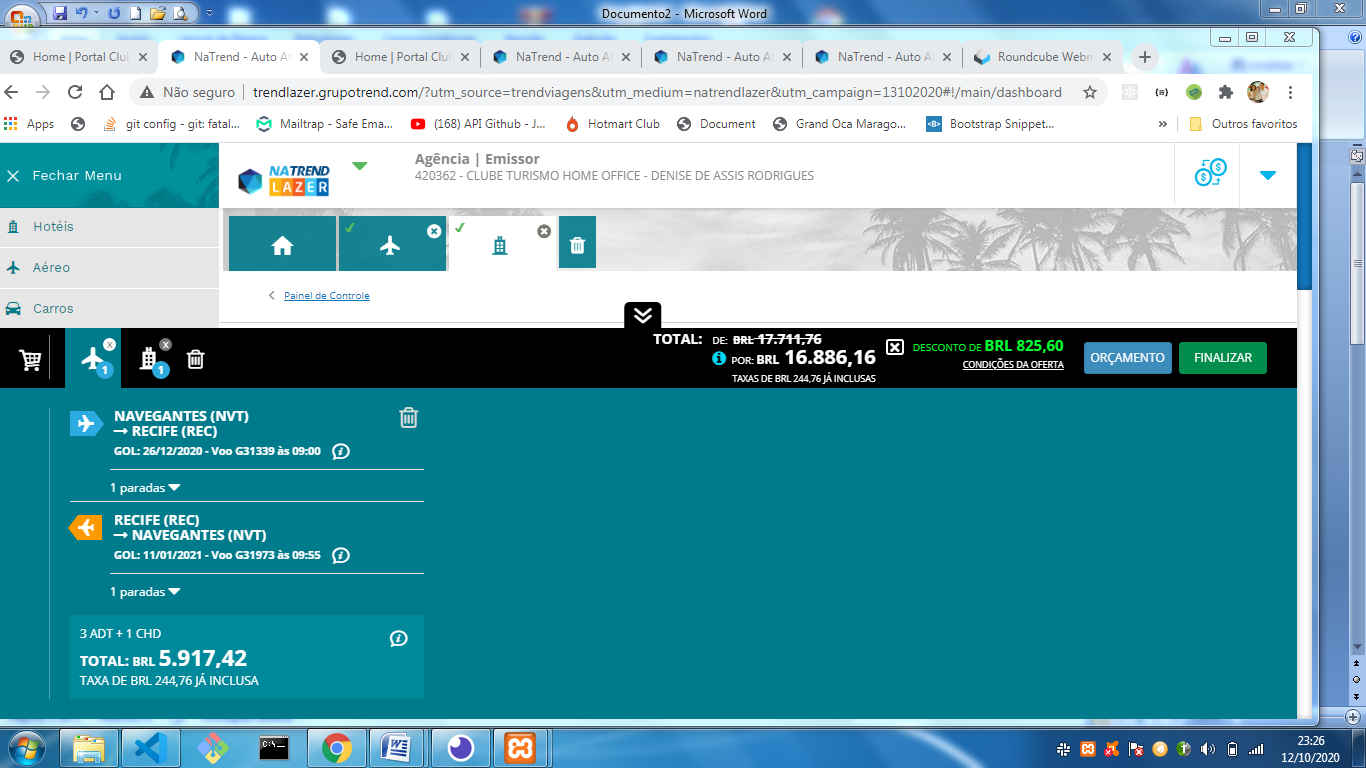 Documento2 - Microsoft Word
Home | Portal Club
NaTrend - Auto At
Home | Portal Club
NaTrend - Auto At
NaTrend - Auto At
NaTrend - Auto At
Roundcube Webm
Não seguro
trendlazer.grupotrend.com/?utm_source=trendviagens&utm_medium=natrendlazer&utm_campaign=13102020#!/main/dashboard
Apps
git config - git: fatal...
Mailtrap - Safe Ema...
(168) API Github - J...
Hotmart Club
Document
Grand Oca Marago...
Bootstrap Snippet...
»
Outros favoritos
Fechar Menu
NATREND
LAZER
Agência | Emissor
420362 - CLUBE TURISMO HOME OFFICE - DENISE DE ASSIS RODRIGUES
Hotéis
Aéreo
Carros
Painel de Controle
1
1
TOTAL: DE: BRL 17.711,76
POR: BRL 16.886,16
TAXAS DE BRL 244,76 JÁ INCLUSAS
DESCONTO DE BRL 825,60
CONDIÇÕES DA OFERTA
ORÇAMENTO
FINALIZAR
NAVEGANTES (NVT)
→ RECIFE (REC)
GOL: 26/12/2020 - Voo G31339 às 09:00
1 paradas
RECIFE (REC)
→ NAVEGANTES (NVT)
GOL: 11/01/2021 - Voo G31973 às 09:55
1 paradas
3 ADT + 1 CHD
TOTAL: BRL 5.917,42
TAXA DE BRL 244,76 JÁ INCLUSA
23:26
12/10/2020